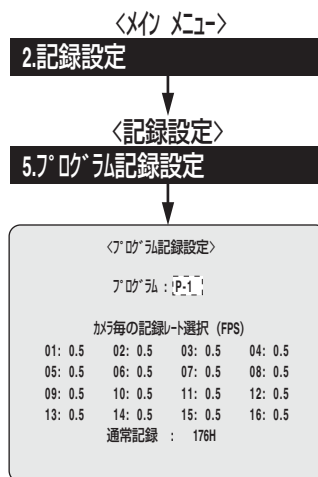 〈ﾒｲﾝ ﾒﾆｭｰ〉
2.記録設定
〈記録設定〉
5.ﾌﾟﾛｸﾞﾗﾑ記録設定
〈ﾌﾟﾛｸﾞﾗﾑ記録設定〉
ﾌﾟﾛｸﾞﾗﾑ : P-1
ｶﾒﾗ毎の記録ﾚｰﾄ選択 (FPS)
01: 0.5 02: 0.5 03: 0.5 04: 0.5
05: 0.5 06: 0.5 07: 0.5 08: 0.5
09: 0.5 10: 0.5 11: 0.5 12: 0.5
13: 0.5 14: 0.5 15: 0.5 16: 0.5
通常記録 : 176H